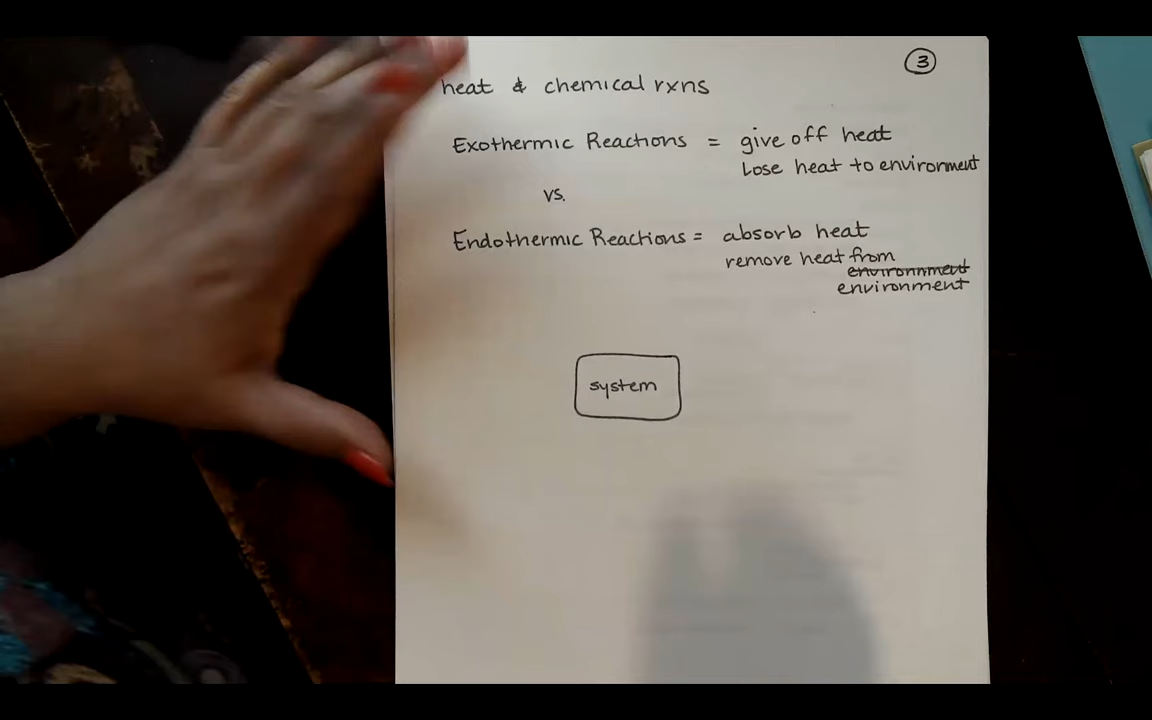 3
heat & chemical rxns
Exothermic Reactions = give off heat
Lose heat to environment
vs.
Endothermic Reactions = absorb heat
remove heat from
environnment
environment
system